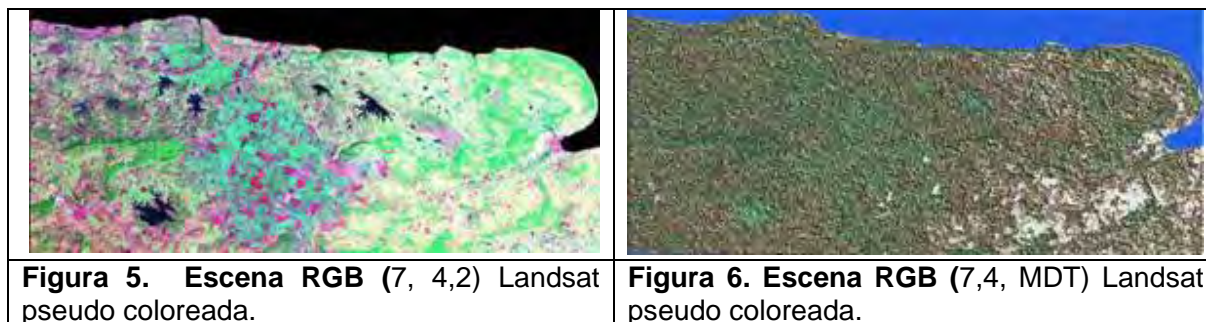 Figura 5. Escena RGB (7, 4,2) Landsat
pseudo coloreada.
Figura 6. Escena RGB (7,4, MDT) Landsat
pseudo coloreada.